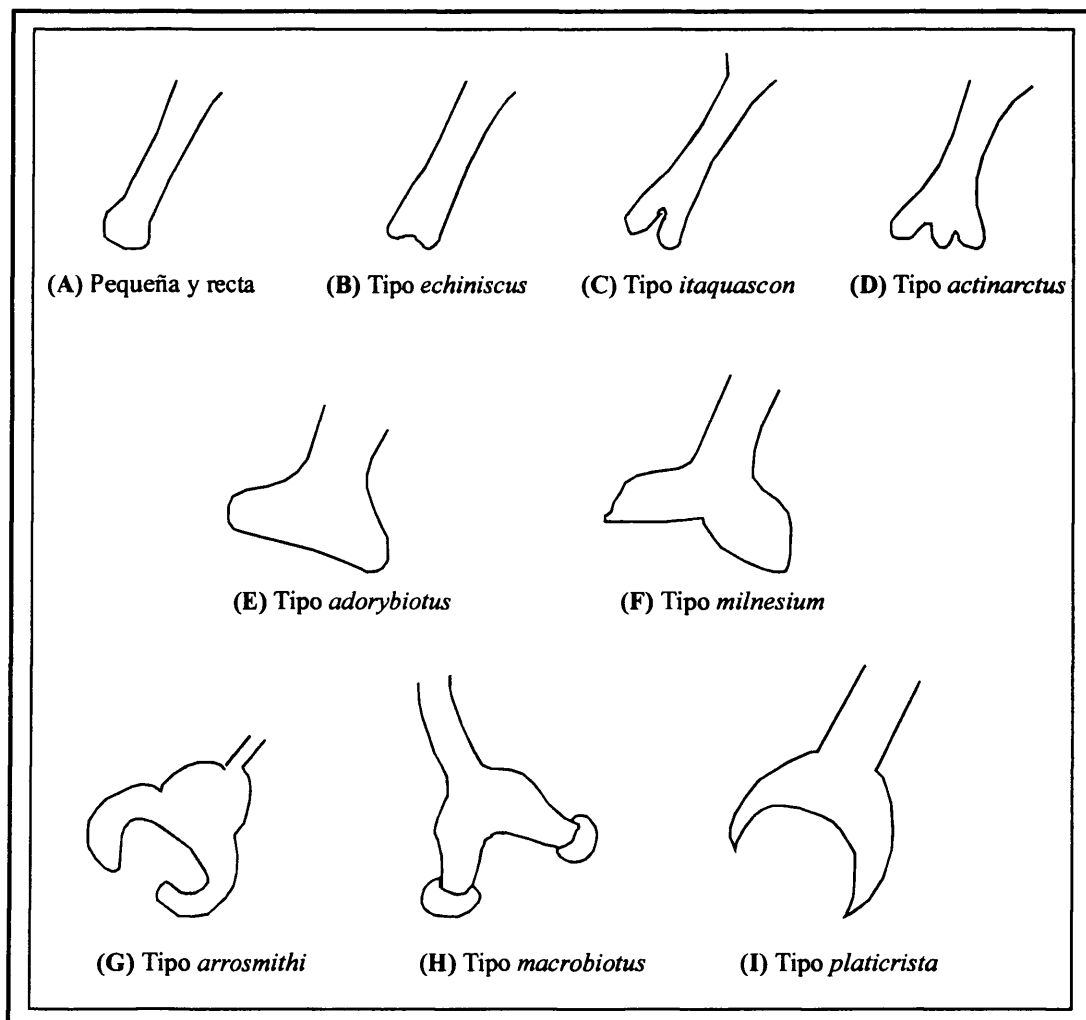 (A) Pequeña y recta
(B) Tipo echiniscus
(C) Tipo itaquascon
(D) Tipo actinarctus
(E) Tipo adorybiotus
(F) Tipo milnesium
(G) Tipo arrosmithi
(H) Tipo macrobiotus
(I) Tipo platicrista